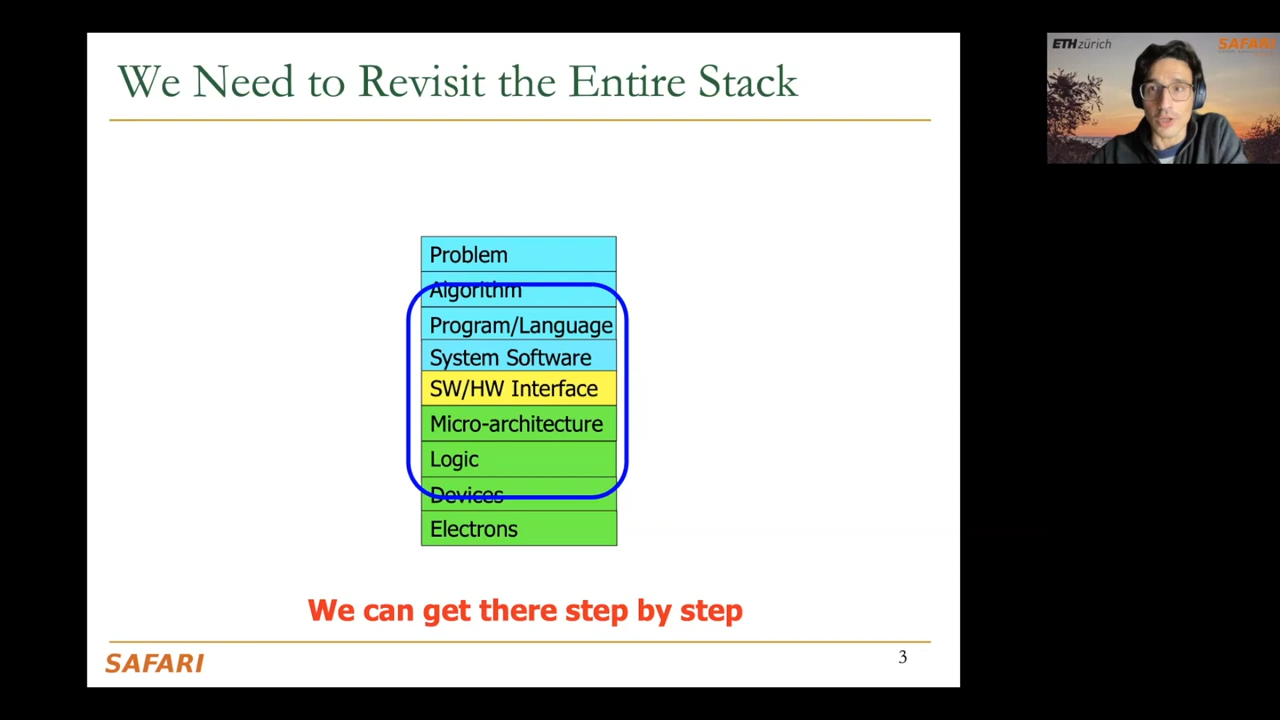 We Need to Revisit the Entire Stack
Problem
Algorithm
Program/Language
System Software
SW/HW Interface
Micro-architecture
Logic
Devices
Electrons
We can get there step by step
SAFARI
3
ETH zürich
SAFARI